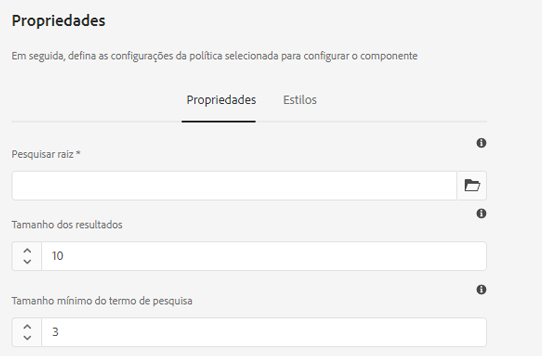 Propriedades
Em seguida, defina as configurações da política selecionada para configurar o componente
Propriedades Estilos
Pesquisar raiz *
Tamanho dos resultados
10
Tamanho mínimo do termo de pesquisa
3